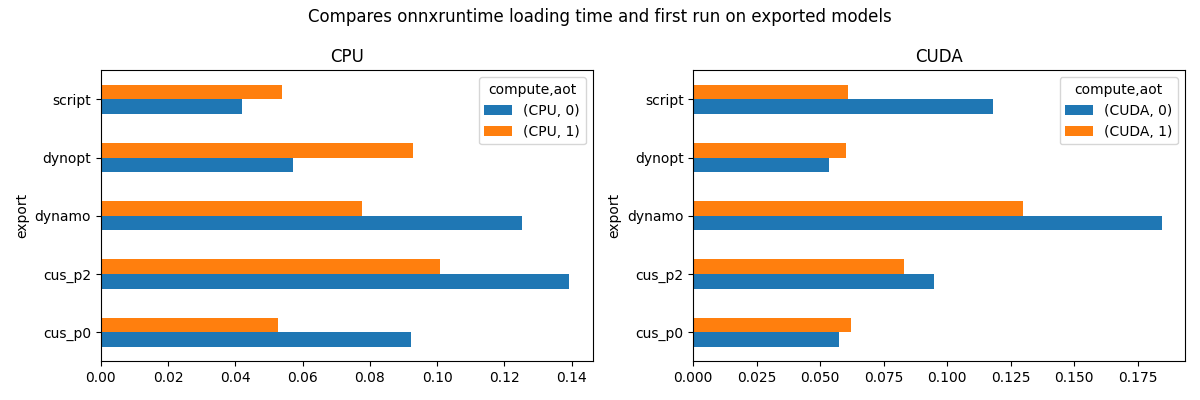 Compares onnxruntime loading time and first run on exported models
CPU
export
script
dynopt
dynamo
cus_p2
cus_p0
compute,aot
(CPU, 0)
(CPU, 1)
0.00 0.02 0.04 0.06 0.08 0.10 0.12 0.14
CUDA
export
script
dynopt
dynamo
cus_p2
cus_p0
compute,aot
(CUDA, 0)
(CUDA, 1)
0.000 0.025 0.050 0.075 0.100 0.125 0.150 0.175